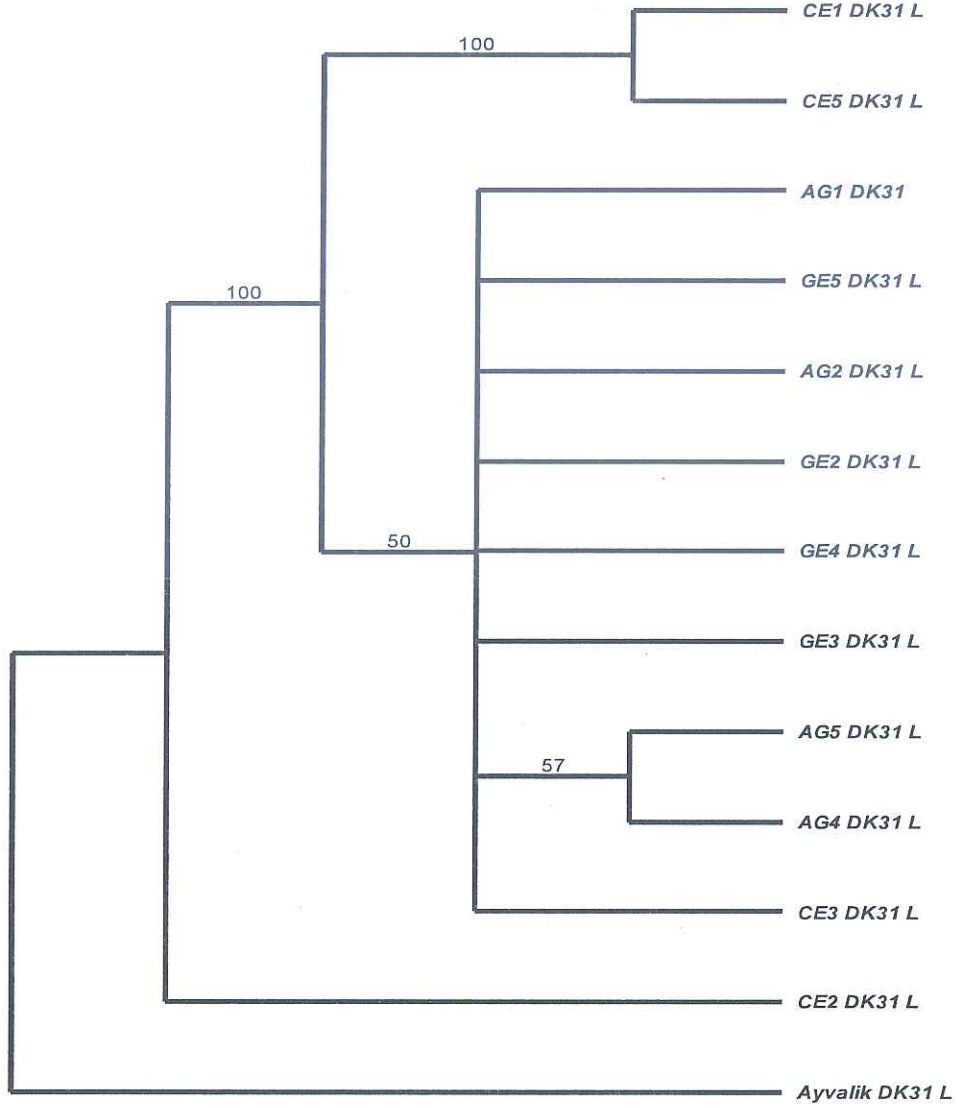 CE1 DK31 L
100
CE5 DK31 L
AG1 DK31
GE5 DK31 L
100
AG2 DK31 L
GE2 DK31 L
50
GE4 DK31 L
GE3 DK31 L
AG5 DK31 L
57
AG4 DK31 L
CE3 DK31 L
CE2 DK31 L
Ayvalik DK31 L